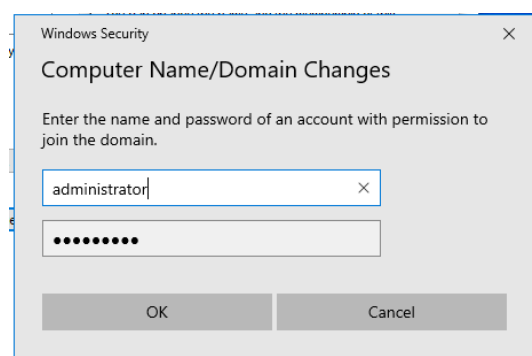 Windows Security
Computer Name/Domain Changes
Enter the name and password of an account with permission to
join the domain.
administrator
●●●●●●●●●
OK
Cancel